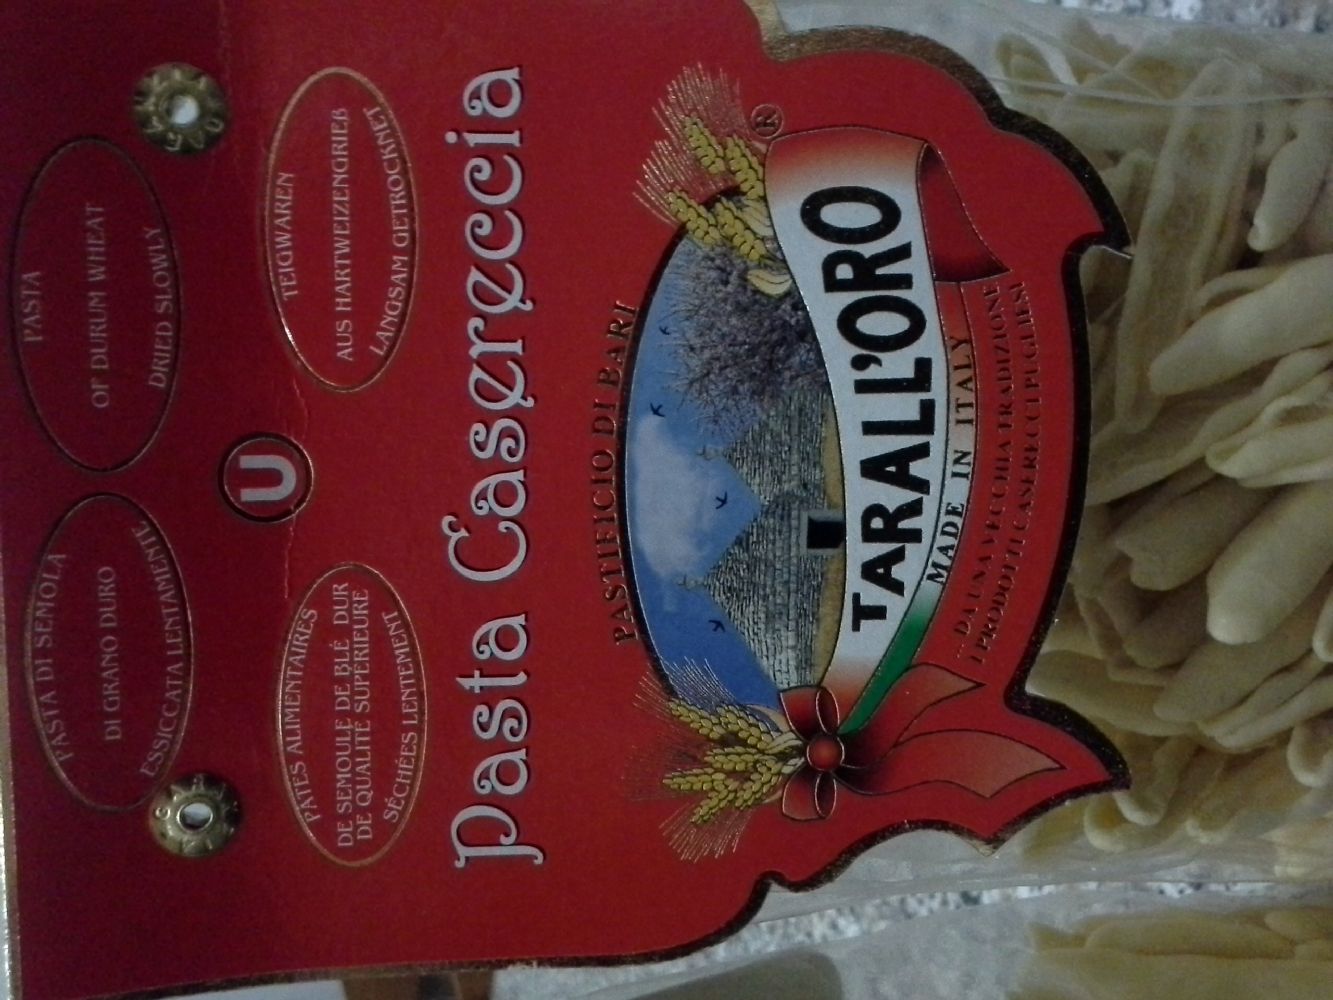 PASTA DI SEMOLA
DI GRANO DURO
ESSICCATA LENTAMENTE
PASTA
OF DURUM WHEAT
DRIED SLOWLY
U
PATES ALIMENTAIRES
DE SEMOULE DE BLÉ DUR
DE QUALITÉ SUPERIEURE
SÉCHÉES LENTEMENT
TEIGWAREN
AUS HARTWEIZENGRIEß
LANGSAM GETROCKNET
Pasta Casereccia
PASTIFICIO DI BARI
®
TARALL'ORO
MADE IN ITALY
...DA UNA VECCHIA TRADIZIONE
I PRODOTTI CASERECCI PUGLIESI